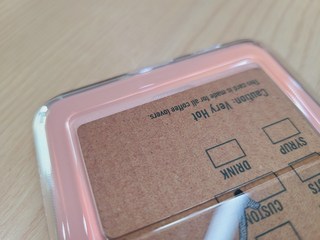 Caution: Very Hot
This card is made for all coffee lovers.
SYRUP
DRINK
CUSTOM